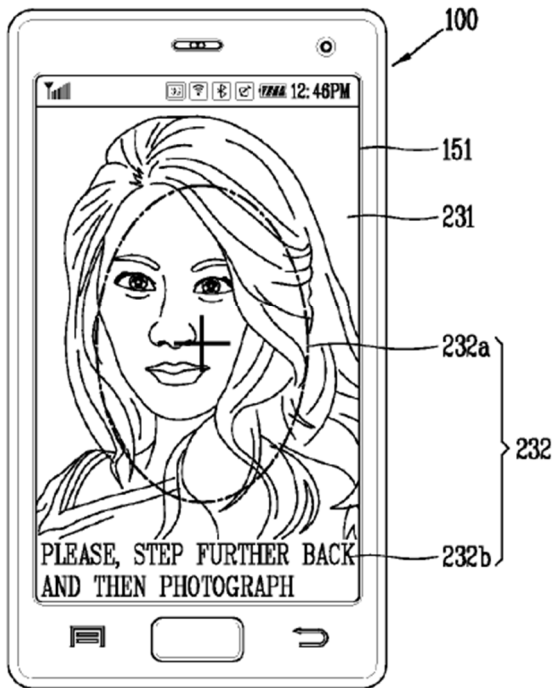 100
12:46PM
151
231
232a
232
PLEASE, STEP FURTHER BACK
232b
AND THEN PHOTOGRAPH